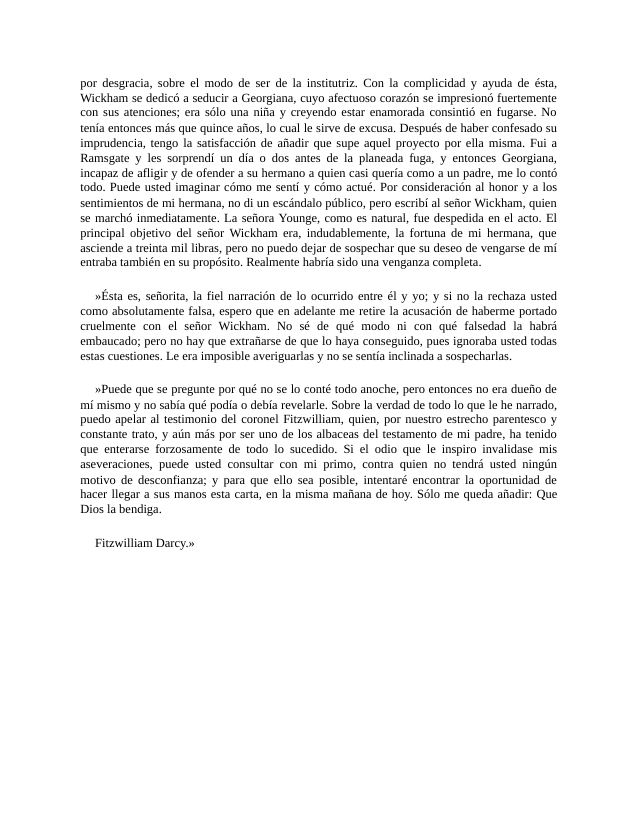 por desgracia, sobre el modo de ser de la institutriz. Con la complicidad y ayuda de ésta,
Wickham se dedicó a seducir a Georgiana, cuyo afectuoso corazón se impresionó fuertemente
con sus atenciones; era sólo una niña y creyendo estar enamorada consintió en fugarse. No
tenía entonces más que quince años, lo cual le sirve de excusa. Después de haber confesado su
imprudencia, tengo la satisfacción de añadir que supe aquel proyecto por ella misma. Fui a
Ramsgate y les sorprendí un día o dos antes de la planeada fuga, y entonces Georgiana,
incapaz de afligir y de ofender a su hermano a quien casi quería como a un padre, me lo contó
todo. Puede usted imaginar cómo me sentí y cómo actué. Por consideración al honor y a los
sentimientos de mi hermana, no di un escándalo público, pero escribí al señor Wickham, quien
se marchó inmediatamente. La señora Younge, como es natural, fue despedida en el acto. El
principal objetivo del señor Wickham era, indudablemente, la fortuna de mi hermana, que
asciende a treinta mil libras, pero no puedo dejar de sospechar que su deseo de vengarse de mí
entraba también en su propósito. Realmente habría sido una venganza completa.
»Ésta es, señorita, la fiel narración de lo ocurrido entre él y yo; y si no la rechaza usted
como absolutamente falsa, espero que en adelante me retire la acusación de haberme portado
cruelmente con el señor Wickham. No sé de qué modo ni con qué falsedad la habrá
embaucado; pero no hay que extrañarse de que lo haya conseguido, pues ignoraba usted todas
estas cuestiones. Le era imposible averiguarlas y no se sentía inclinada a sospecharlas.
»Puede que se pregunte por qué no se lo conté todo anoche, pero entonces no era dueño de
mí mismo y no sabía qué podía o debía revelarle. Sobre la verdad de todo lo que le he narrado,
puedo apelar al testimonio del coronel Fitzwilliam, quien, por nuestro estrecho parentesco y
constante trato, y aún más por ser uno de los albaceas del testamento de mi padre, ha tenido
que enterarse forzosamente de todo lo sucedido. Si el odio que le inspiro invalidase mis
aseveraciones, puede usted consultar con mi primo, contra quien no tendrá usted ningún
motivo de desconfianza; y para que ello sea posible, intentaré encontrar la oportunidad de
hacer llegar a sus manos esta carta, en la misma mañana de hoy. Sólo me queda añadir: Que
Dios la bendiga.
Fitzwilliam Darcy.»